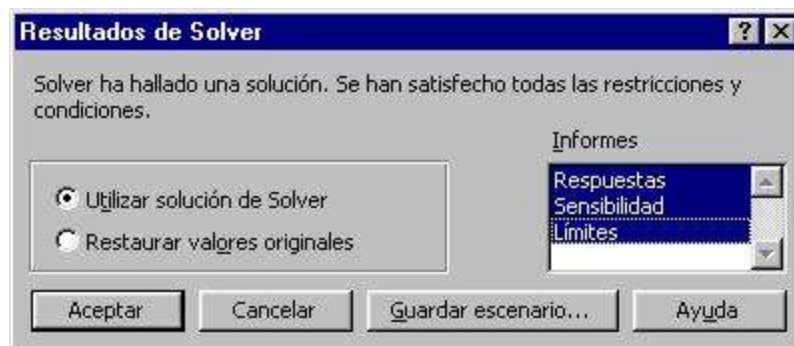 Resultados de Solver
Solver ha hallado una solución. Se han satisfecho todas las restricciones y
condiciones.
Informes
Utilizar solución de Solver
Restaurar valores originales
Respuestas
Sensibilidad
Límites
Aceptar
Cancelar
Guardar escenario...
Ayuda